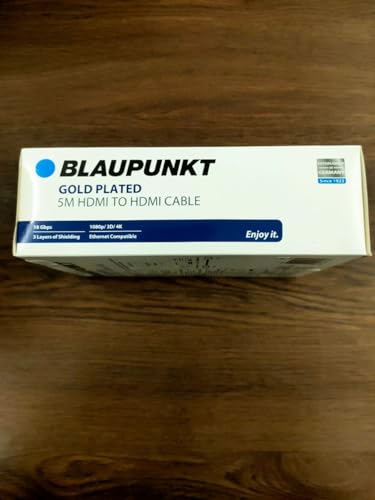 BLAUPUNKT
GOLD PLATED
5M HDMI TO HDMI CABLE
18 Gbps
1080p/ 3D/ 4K
3 Layers of Shielding
Ethernet Compatible
Enjoy it.
GERMANY
Since 1923